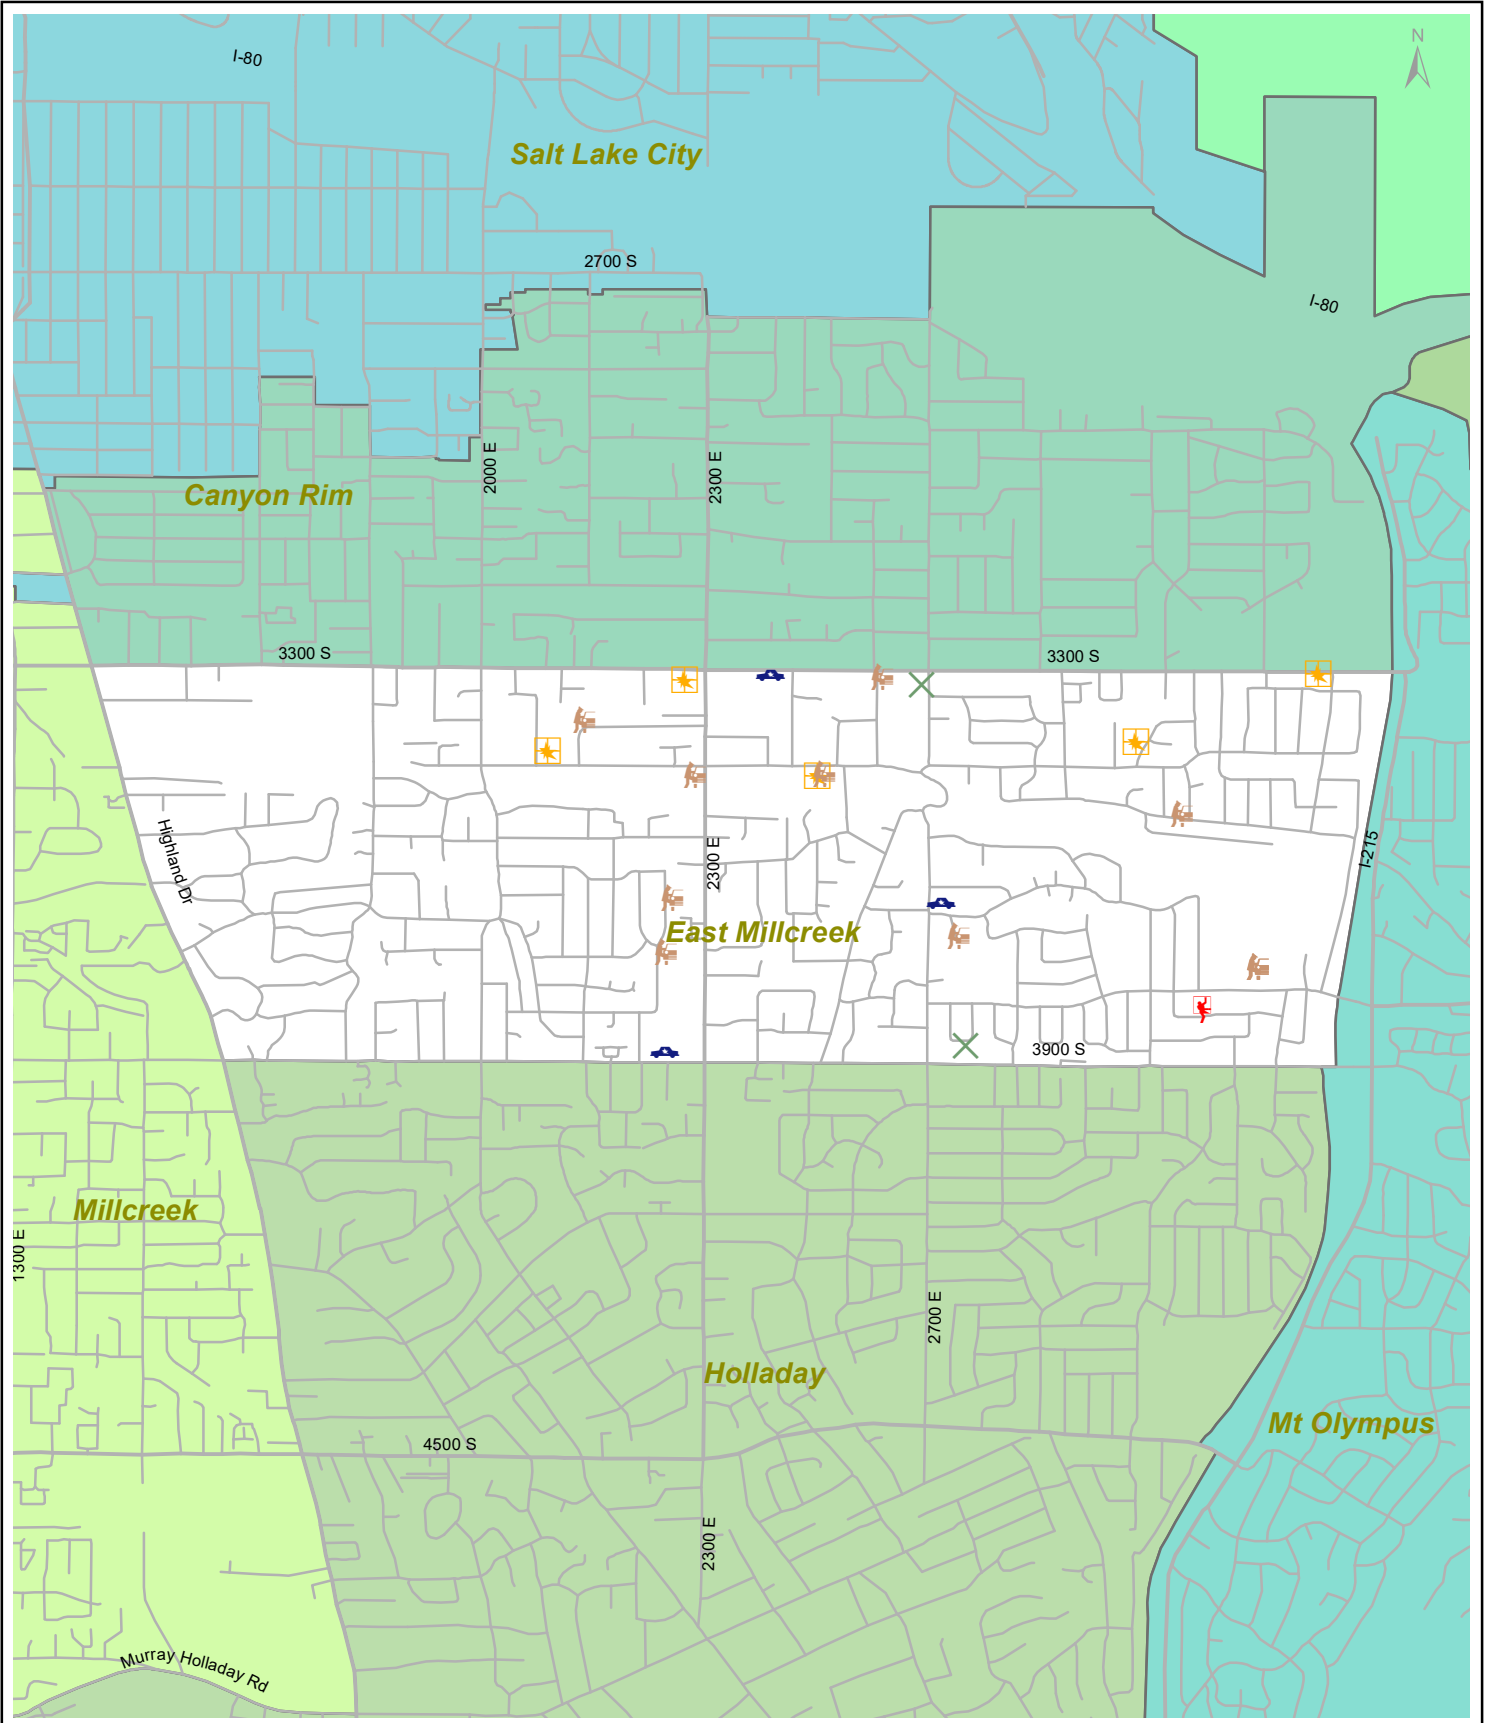 N
I-80
Salt Lake City
2700 S
I-80
2000 E
2300 E
Canyon Rim
3300 S
3300 S
Highland Dr
2300 E
I-215
East Millcreek
3900 S
Millcreek
1300 E
2700 E
Holladay
Mt Olympus
4500 S
2300 E
Murray Holladay Rd